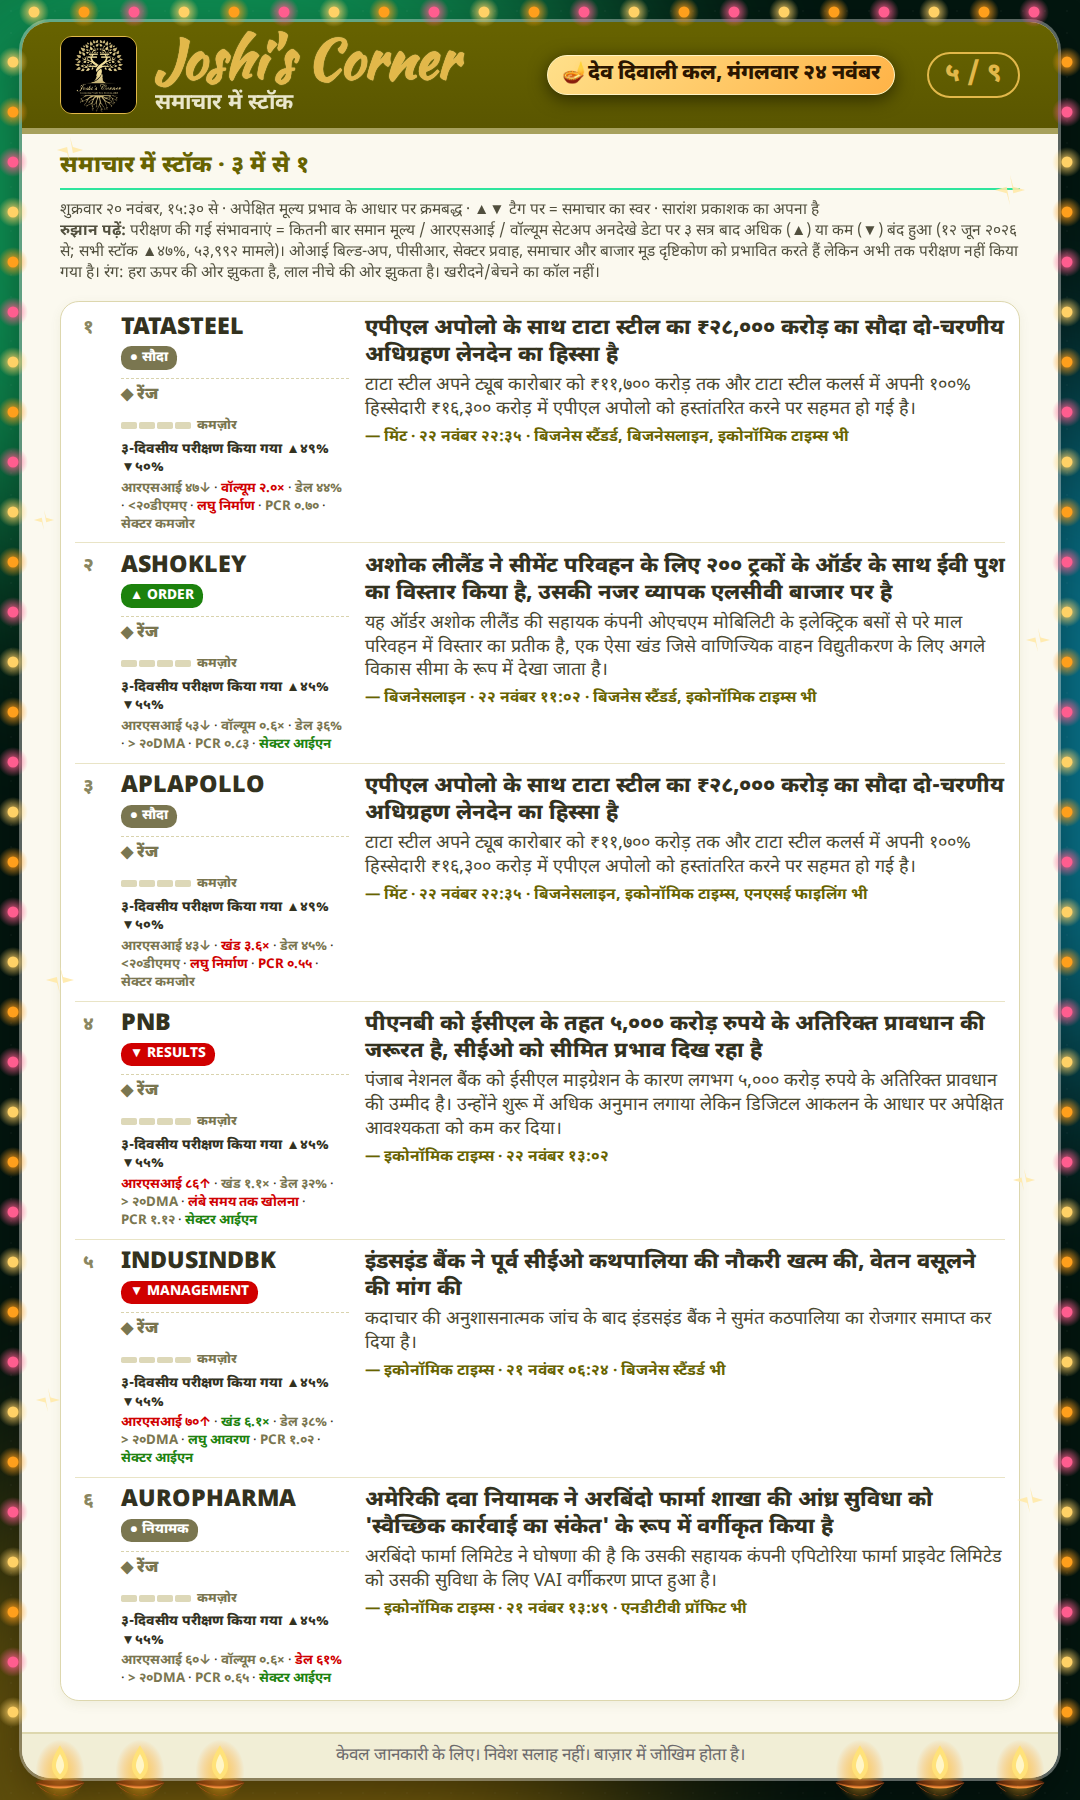 Joshi's Corner
समाचार में स्टॉक
🪔 देव दिवाली कल, मंगलवार २४ नवंबर
५ / ९
समाचार में स्टॉक · ३ में से १
शुक्रवार २० नवंबर, १५:३० से · अपेक्षित मूल्य प्रभाव के आधार पर क्रमबद्ध · ▲▼ टैग पर = समाचार का स्वर · सारांश प्रकाशक का अपना है
रुझान पढ़ें: परीक्षण की गई संभावनाएं = कितनी बार समान मूल्य / आरएसआई / वॉल्यूम सेटअप अनदेखे डेटा पर ३ सत्र बाद अधिक (▲) या कम (▼) बंद हुआ (१२ जून २०२६
से; सभी स्टॉक ▲४७%, ५३,९९२ मामले)। ओआई बिल्ड-अप, पीसीआर, सेक्टर प्रवाह, समाचार और बाजार मूड दृष्टिकोण को प्रभावित करते हैं लेकिन अभी तक परीक्षण नहीं किया
गया है। रंग: हरा ऊपर की ओर झुकता है, लाल नीचे की ओर झुकता है। खरीदने/बेचने का कॉल नहीं।
१
TATASTEEL
● सौदा
◆ रेंज
कमज़ोर
३-दिवसीय परीक्षण किया गया ▲४९%
▼५०%
आरएसआई ४७↓ · वॉल्यूम २.०× · डेल ४४%
· <२०डीएमए · लघु निर्माण · PCR ०.७० ·
सेक्टर कमजोर
एपीएल अपोलो के साथ टाटा स्टील का ₹२८,००० करोड़ का सौदा दो-चरणीय
अधिग्रहण लेनदेन का हिस्सा है
टाटा स्टील अपने ट्यूब कारोबार को ₹११,७०० करोड़ तक और टाटा स्टील कलर्स में अपनी १००%
हिस्सेदारी ₹१६,३०० करोड़ में एपीएल अपोलो को हस्तांतरित करने पर सहमत हो गई है।
— मिंट · २२ नवंबर २२:३५ · बिजनेस स्टैंडर्ड, बिजनेसलाइन, इकोनॉमिक टाइम्स भी
२
ASHOKLEY
▲ ORDER
◆ रेंज
कमज़ोर
३-दिवसीय परीक्षण किया गया ▲४५%
▼५५%
आरएसआई ५३↓ · वॉल्यूम ०.६× · डेल ३६%
· > २०DMA · PCR ०.८३ · सेक्टर आईएन
अशोक लीलैंड ने सीमेंट परिवहन के लिए २०० ट्रकों के ऑर्डर के साथ ईवी पुश
का विस्तार किया है, उसकी नजर व्यापक एलसीवी बाजार पर है
यह ऑर्डर अशोक लीलैंड की सहायक कंपनी ओएचएम मोबिलिटी के इलेक्ट्रिक बसों से परे माल
परिवहन में विस्तार का प्रतीक है, एक ऐसा खंड जिसे वाणिज्यिक वाहन विद्युतीकरण के लिए अगले
विकास सीमा के रूप में देखा जाता है।
— बिजनेसलाइन · २२ नवंबर ११:०२ · बिजनेस स्टैंडर्ड, इकोनॉमिक टाइम्स भी
३
APLAPOLLO
● सौदा
◆ रेंज
कमज़ोर
३-दिवसीय परीक्षण किया गया ▲४९%
▼५०%
आरएसआई ४३↓ · खंड ३.६× · डेल ४५% ·
<२०डीएमए · लघु निर्माण · PCR ०.५५ ·
सेक्टर कमजोर
एपीएल अपोलो के साथ टाटा स्टील का ₹२८,००० करोड़ का सौदा दो-चरणीय
अधिग्रहण लेनदेन का हिस्सा है
टाटा स्टील अपने ट्यूब कारोबार को ₹११,७०० करोड़ तक और टाटा स्टील कलर्स में अपनी १००%
हिस्सेदारी ₹१६,३०० करोड़ में एपीएल अपोलो को हस्तांतरित करने पर सहमत हो गई है।
— मिंट · २२ नवंबर २२:३५ · बिजनेसलाइन, इकोनॉमिक टाइम्स, एनएसई फाइलिंग भी
४
PNB
▼ RESULTS
◆ रेंज
कमज़ोर
३-दिवसीय परीक्षण किया गया ▲४५%
▼५५%
आरएसआई ८६↑ · खंड १.१× · डेल ३२% ·
> २०DMA · लंबे समय तक खोलना ·
PCR १.१२ · सेक्टर आईएन
पीएनबी को ईसीएल के तहत ५,००० करोड़ रुपये के अतिरिक्त प्रावधान की
जरूरत है, सीईओ को सीमित प्रभाव दिख रहा है
पंजाब नेशनल बैंक को ईसीएल माइग्रेशन के कारण लगभग ५,००० करोड़ रुपये के अतिरिक्त प्रावधान
की उम्मीद है। उन्होंने शुरू में अधिक अनुमान लगाया लेकिन डिजिटल आकलन के आधार पर अपेक्षित
आवश्यकता को कम कर दिया।
— इकोनॉमिक टाइम्स · २२ नवंबर १३:०२
५
INDUSINDBK
▼ MANAGEMENT
◆ रेंज
कमज़ोर
३-दिवसीय परीक्षण किया गया ▲४५%
▼५५%
आरएसआई ७०↑ · खंड ६.१× · डेल ३८% ·
> २०DMA · लघु आवरण · PCR १.०२ ·
सेक्टर आईएन
इंडसइंड बैंक ने पूर्व सीईओ कथपालिया की नौकरी खत्म की, वेतन वसूलने
की मांग की
कदाचार की अनुशासनात्मक जांच के बाद इंडसइंड बैंक ने सुमंत कठपालिया का रोजगार समाप्त कर
दिया है।
— इकोनॉमिक टाइम्स · २१ नवंबर ०६:२४ · बिजनेस स्टैंडर्ड भी
६
AUROPHARMA
● नियामक
◆ रेंज
कमज़ोर
३-दिवसीय परीक्षण किया गया ▲४५%
▼५५%
आरएसआई ६०↓ · वॉल्यूम ०.६× · डेल ६१%
· > २०DMA · PCR ०.६५ · सेक्टर आईएन
अमेरिकी दवा नियामक ने अरबिंदो फार्मा शाखा की आंध्र सुविधा को
'स्वैच्छिक कार्रवाई का संकेत' के रूप में वर्गीकृत किया है
अरबिंदो फार्मा लिमिटेड ने घोषणा की है कि उसकी सहायक कंपनी एपिटोरिया फार्मा प्राइवेट लिमिटेड
को उसकी सुविधा के लिए VAI वर्गीकरण प्राप्त हुआ है।
— इकोनॉमिक टाइम्स · २१ नवंबर १३:४९ · एनडीटीवी प्रॉफिट भी
केवल जानकारी के लिए। निवेश सलाह नहीं। बाज़ार में जोखिम होता है।